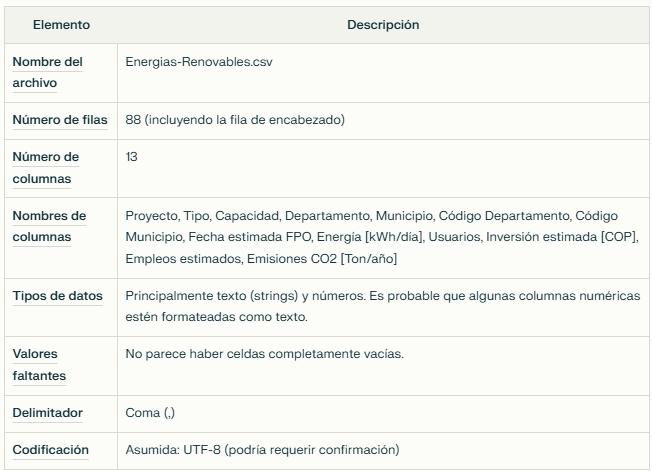 Elemento
Descripción
Nombre del
archivo
Energias-Renovables.csv
Número de filas
88 (incluyendo la fila de encabezado)
Número de
columnas
13
Nombres de
columnas
Proyecto, Tipo, Capacidad, Departamento, Municipio, Código Departamento, Código
Municipio, Fecha estimada FPO, Energía [kWh/día], Usuarios, Inversión estimada [COP],
Empleos estimados, Emisiones CO2 [Ton/año]
Tipos de datos
Principalmente texto (strings) y números. Es probable que algunas columnas numéricas
estén formateadas como texto.
Valores
faltantes
No parece haber celdas completamente vacías.
Delimitador
Coma (,)
Codificación
Asumida: UTF-8 (podría requerir confirmación)